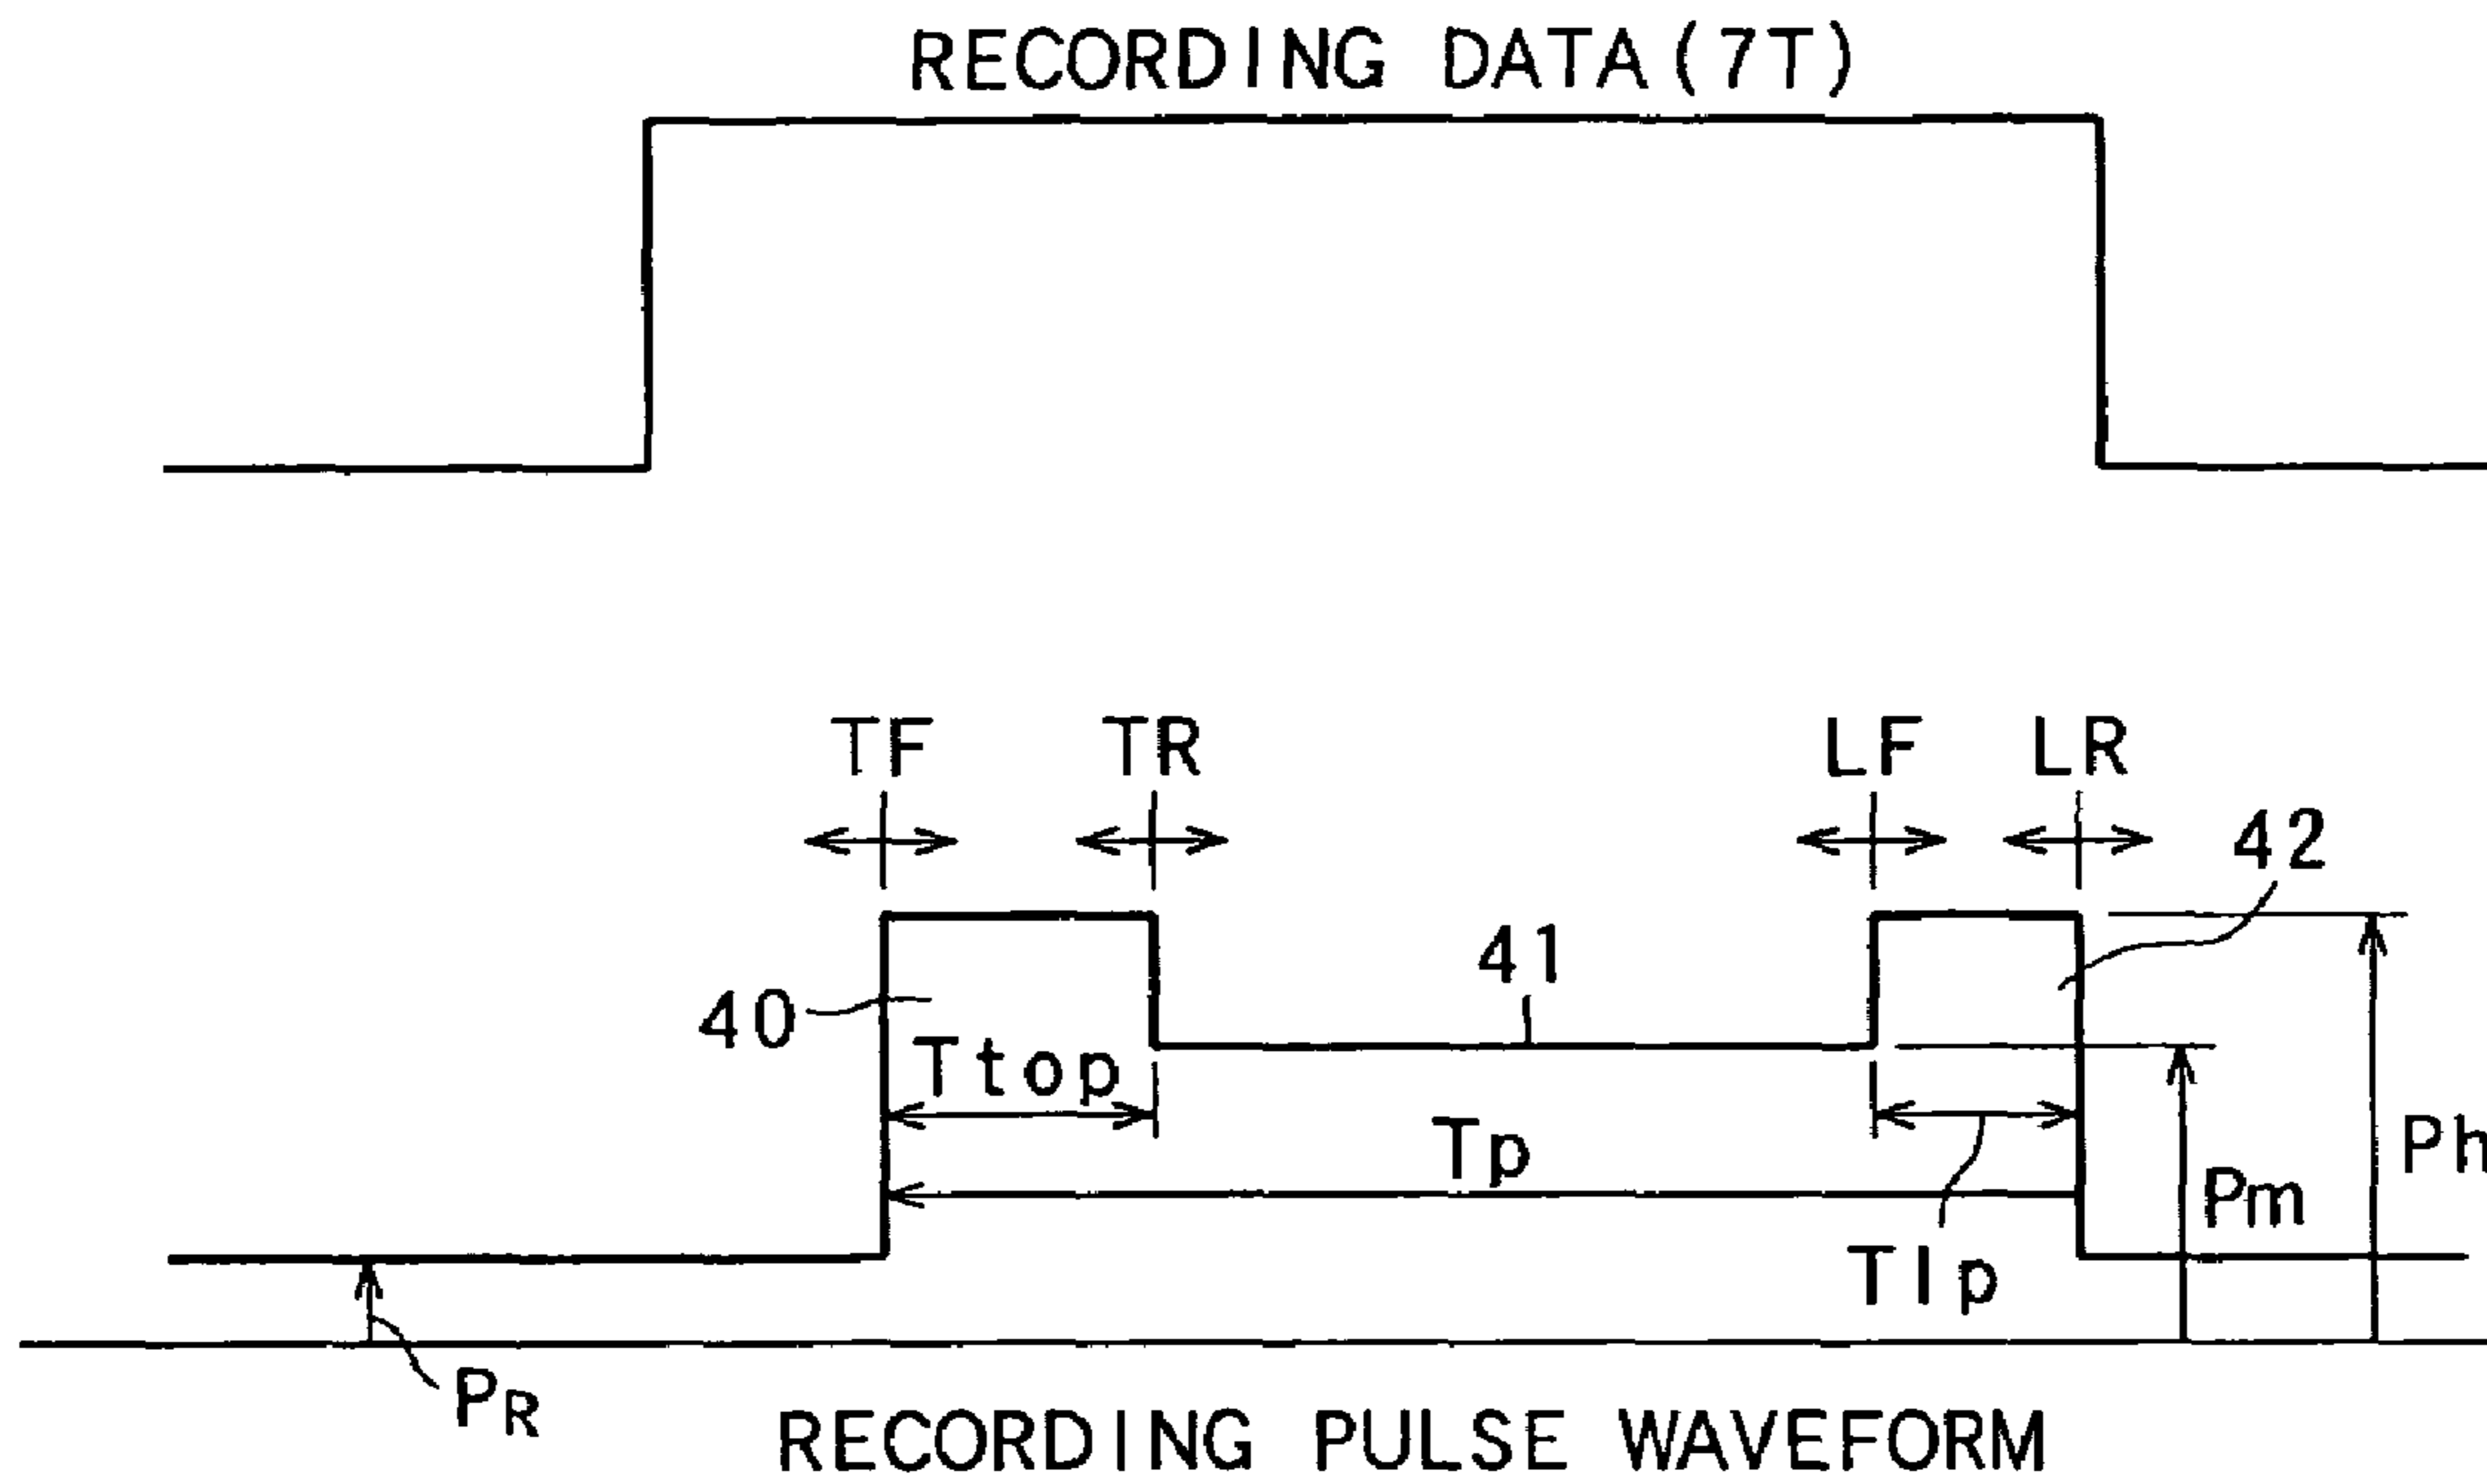 RECORDING DATA(7T)
TF TR LF LR
42
41
40
Ttop
Tp
Ph
Pm
Tlp
PR
RECORDING PULSE WAVEFORM